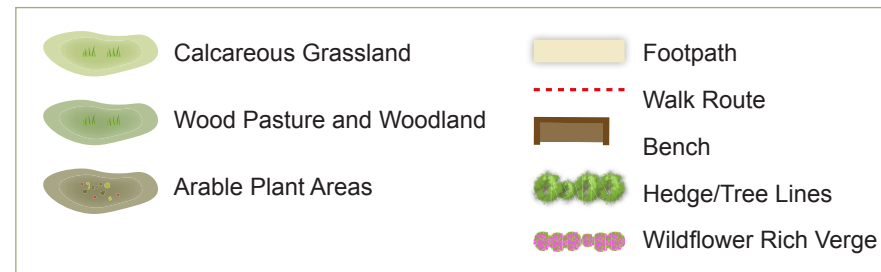 Calcareous Grassland
Wood Pasture and Woodland
Arable Plant Areas
Footpath
Walk Route
Bench
Hedge/Tree Lines
Wildflower Rich Verge